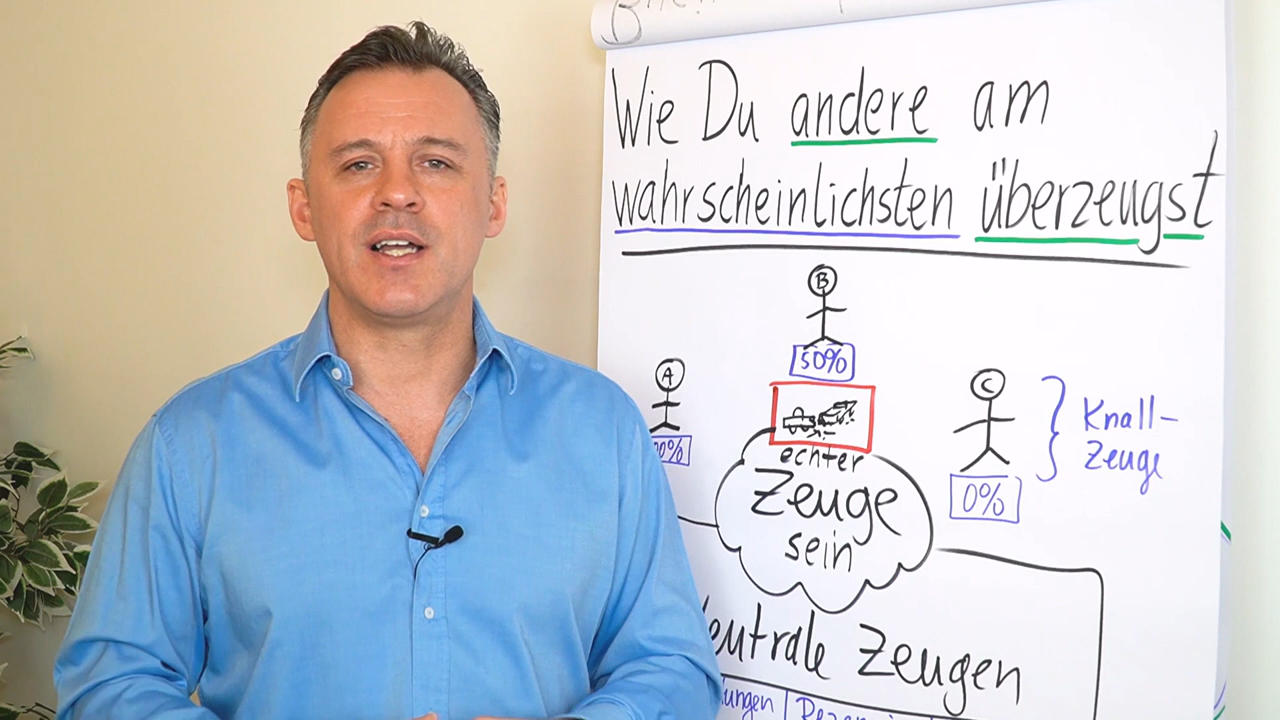 Wie Du andere am
wahrscheinlichsten überzeugst
B
50%
A
C
0%
Knall-
Zeuge
echter
Zeuge
sein
Zeugen